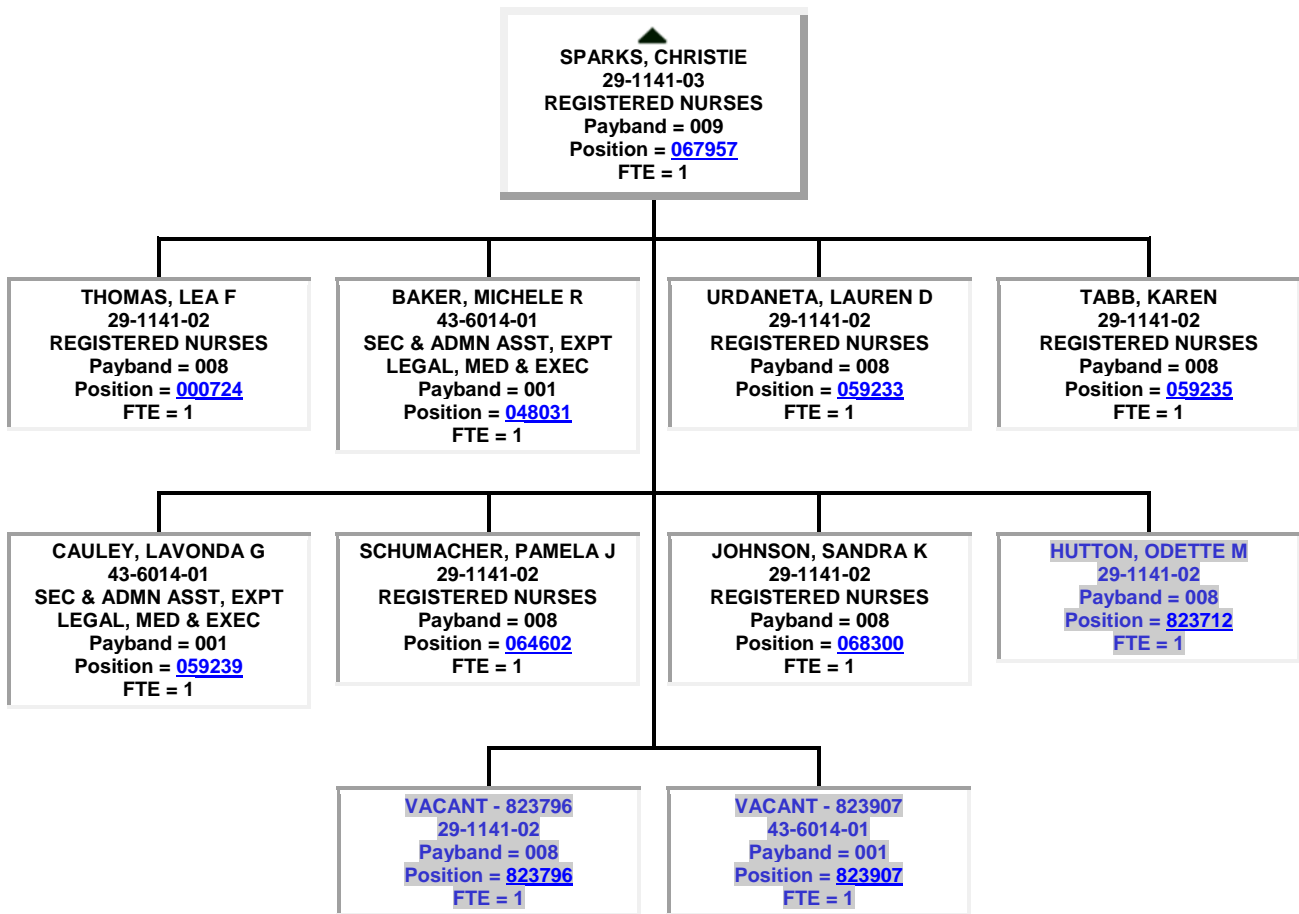 SPARKS, CHRISTIE
29-1141-03
REGISTERED NURSES
Payband = 009
Position = 067957
FTE = 1
THOMAS, LEA F
29-1141-02
REGISTERED NURSES
Payband = 008
Position = 000724
FTE = 1
BAKER, MICHELE R
43-6014-01
SEC & ADMN ASST, EXPT
LEGAL, MED & EXEC
Payband = 001
Position = 048031
FTE = 1
URDANETA, LAUREN D
29-1141-02
REGISTERED NURSES
Payband = 008
Position = 059233
FTE = 1
TABB, KAREN
29-1141-02
REGISTERED NURSES
Payband = 008
Position = 059235
FTE = 1
CAULEY, LAVONDA G
43-6014-01
SEC & ADMN ASST, EXPT
LEGAL, MED & EXEC
Payband = 001
Position = 059239
FTE = 1
SCHUMACHER, PAMELA J
29-1141-02
REGISTERED NURSES
Payband = 008
Position = 064602
FTE = 1
JOHNSON, SANDRA K
29-1141-02
REGISTERED NURSES
Payband = 008
Position = 068300
FTE = 1
HUTTON, ODETTE M
29-1141-02
Payband = 008
Position = 823712
FTE = 1
VACANT - 823796
29-1141-02
Payband = 008
Position = 823796
FTE = 1
VACANT - 823907
43-6014-01
Payband = 001
Position = 823907
FTE = 1